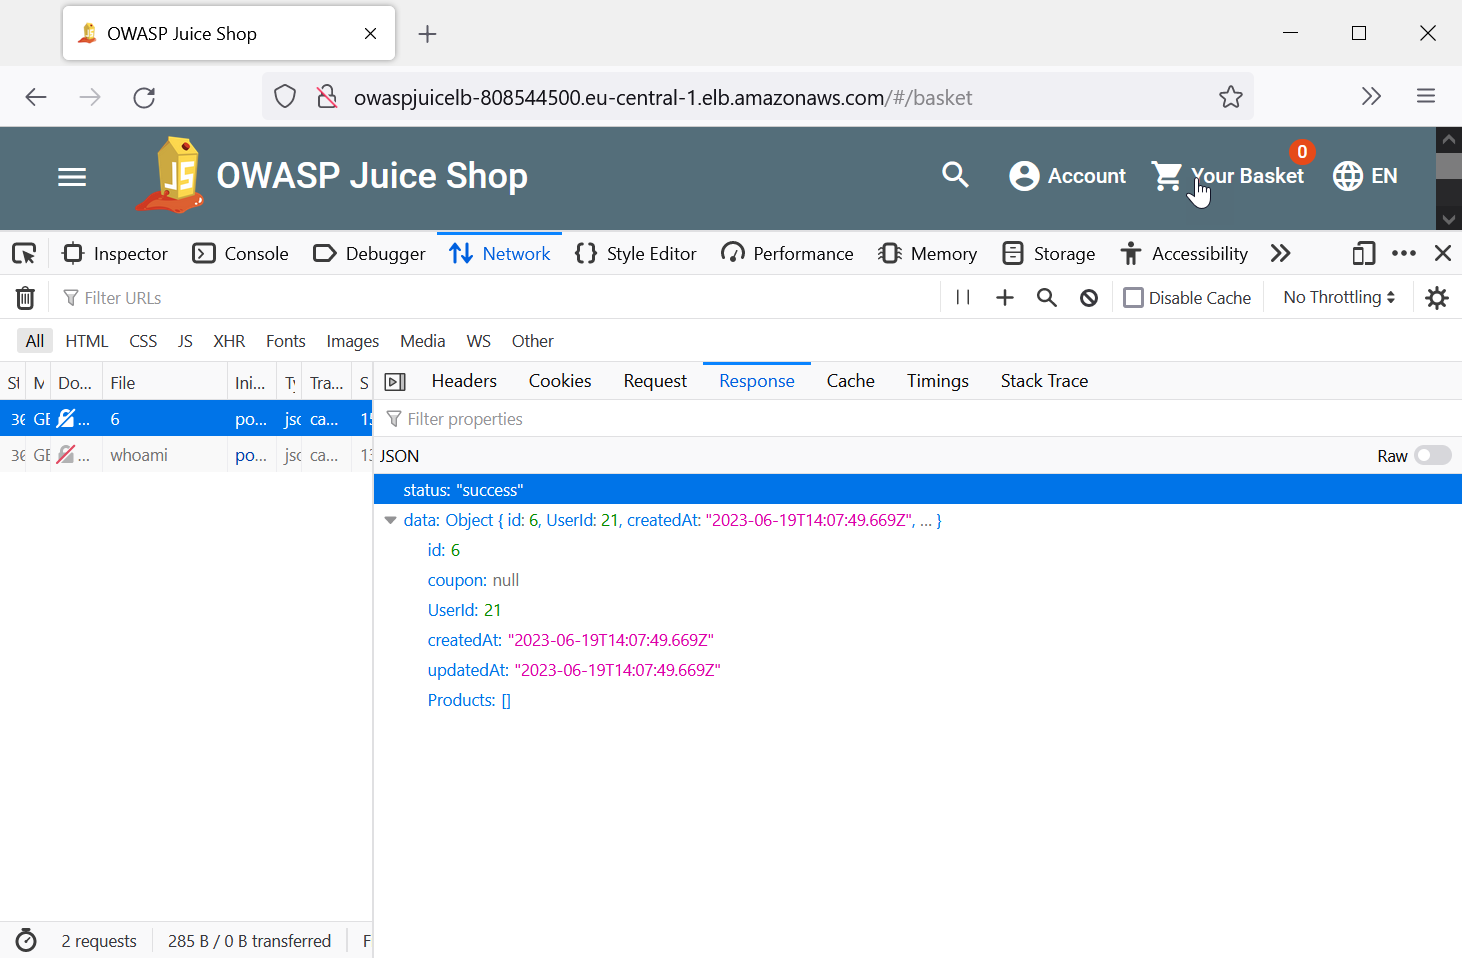 OWASP Juice Shop
owaspjuicelb-808544500.eu-central-1.elb.amazonaws.com/#/basket
JS OWASP Juice Shop Account Your Basket 0 EN
Inspector Console Debugger Network Style Editor Performance Memory Storage Accessibility
Filter URLs Disable Cache No Throttling
All HTML CSS JS XHR Fonts Images Media WS Other
St M Do... File Ini... Ty Tra... S Headers Cookies Request Response Cache Timings Stack Trace
GE ... 6 po... jsc ca... 15 Filter properties
GE ... whoami po... jsc ca... 13 JSON Raw
status: "success"
data: Object { id: 6, UserId: 21, createdAt: "2023-06-19T14:07:49.669Z", ... }
id: 6
coupon: null
UserId: 21
createdAt: "2023-06-19T14:07:49.669Z"
updatedAt: "2023-06-19T14:07:49.669Z"
Products: []
2 requests 285 B / 0 B transferred F